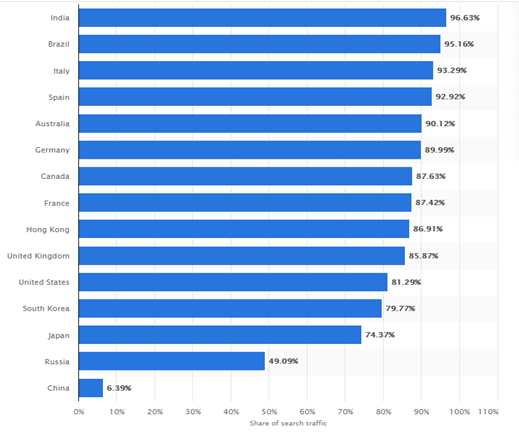 India 96.63%
Brazil 95.16%
Italy 93.29%
Spain 92.92%
Australia 90.12%
Germany 89.99%
Canada 87.63%
France 87.42%
Hong Kong 86.91%
United Kingdom 85.87%
United States 81.29%
South Korea 79.77%
Japan 74.37%
Russia 49.09%
China 6.39%
0% 10% 20% 30% 40% 50% 60% 70% 80% 90% 100% 110%
Share of search traffic